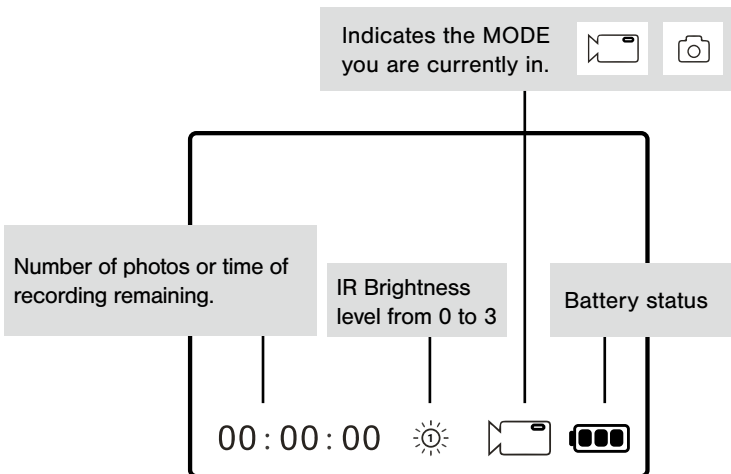 Indicates the MODE
you are currently in.
Number of photos or time of
recording remaining.
IR Brightness
level from 0 to 3
Battery status
00:00:00
1